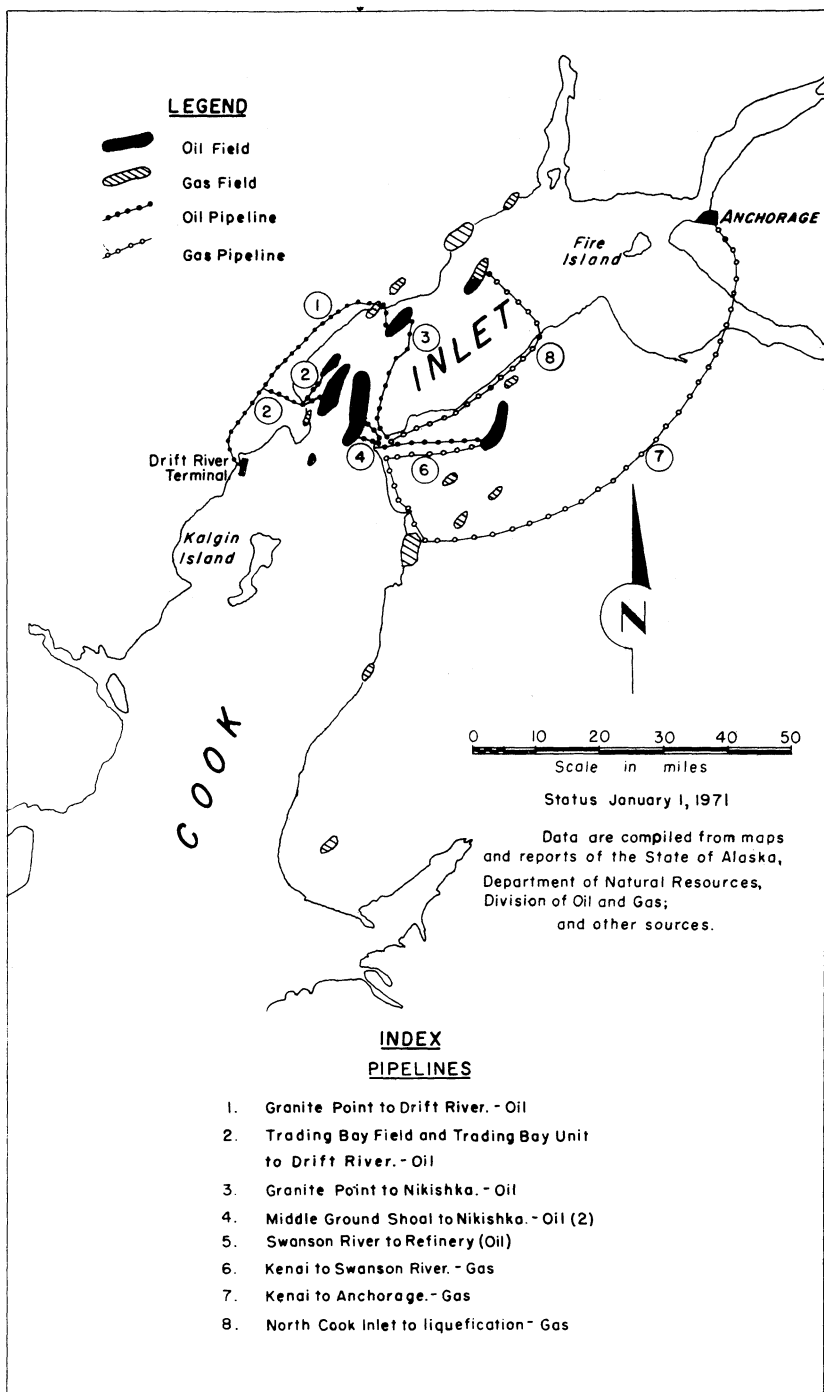 LEGEND
Oil Field
Gas Field
Oil Pipeline
Gas Pipeline
ANCHORAGE
Fire
Island
1
3
INLET
8
2
2
4
6
7
Drift River
Terminal
Kalgin
Island
N
COOK
0 10 20 30 40 50
Scale in miles
Status January 1, 1971
Data are compiled from maps
and reports of the State of Alaska,
Department of Natural Resources,
Division of Oil and Gas;
and other sources.
INDEX
PIPELINES
1. Granite Point to Drift River. - Oil
2. Trading Bay Field and Trading Bay Unit
to Drift River. - Oil
3. Granite Point to Nikishka. - Oil
4. Middle Ground Shoal to Nikishka. - Oil (2)
5. Swanson River to Refinery (Oil)
6. Kenai to Swanson River. - Gas
7. Kenai to Anchorage. - Gas
8. North Cook Inlet to liquefication - Gas